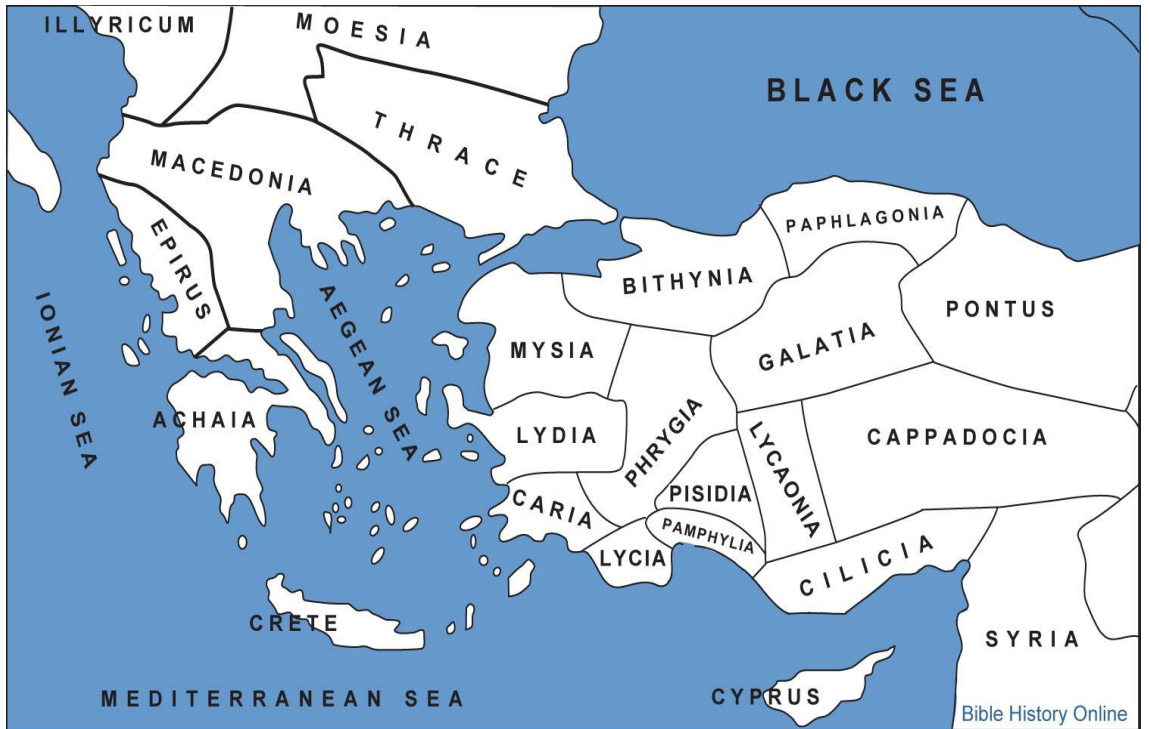 ILLYRICUM
MOESIA
BLACK SEA
THRACE
MACEDONIA
PAPHLAGONIA
EPIRUS
BITHYNIA
PONTUS
IONIAN SEA
AEGEAN SEA
MYSIA
GALATIA
ACHAIA
LYDIA
PHRYGIA
LYCAONIA
CAPPADOCIA
PISIDIA
CARIA
PAMPHYLIA
LYCIA
CILICIA
CRETE
SYRIA
MEDITERRANEAN SEA
CYPRUS
Bible History Online